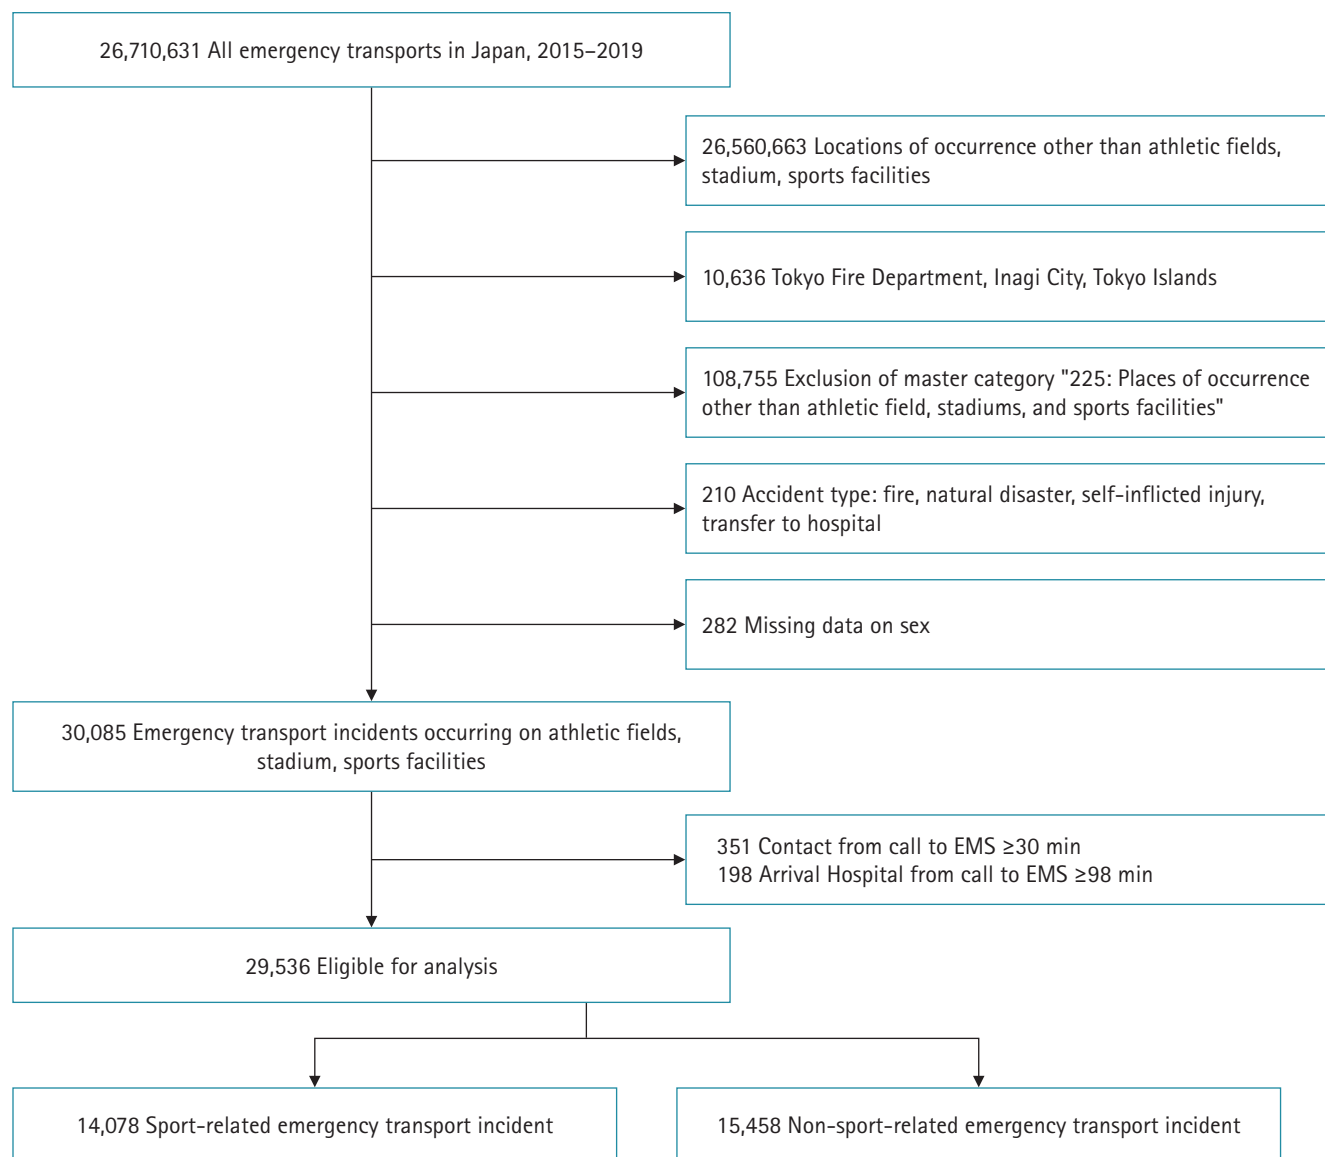 26,710,631 All emergency transports in Japan, 2015–2019
26,560,663 Locations of occurrence other than athletic fields,
stadium, sports facilities
10,636 Tokyo Fire Department, Inagi City, Tokyo Islands
108,755 Exclusion of master category "225: Places of occurrence
other than athletic field, stadiums, and sports facilities"
210 Accident type: fire, natural disaster, self-inflicted injury,
transfer to hospital
282 Missing data on sex
30,085 Emergency transport incidents occurring on athletic fields,
stadium, sports facilities
351 Contact from call to EMS ≥30 min
198 Arrival Hospital from call to EMS ≥98 min
29,536 Eligible for analysis
14,078 Sport-related emergency transport incident
15,458 Non-sport-related emergency transport incident